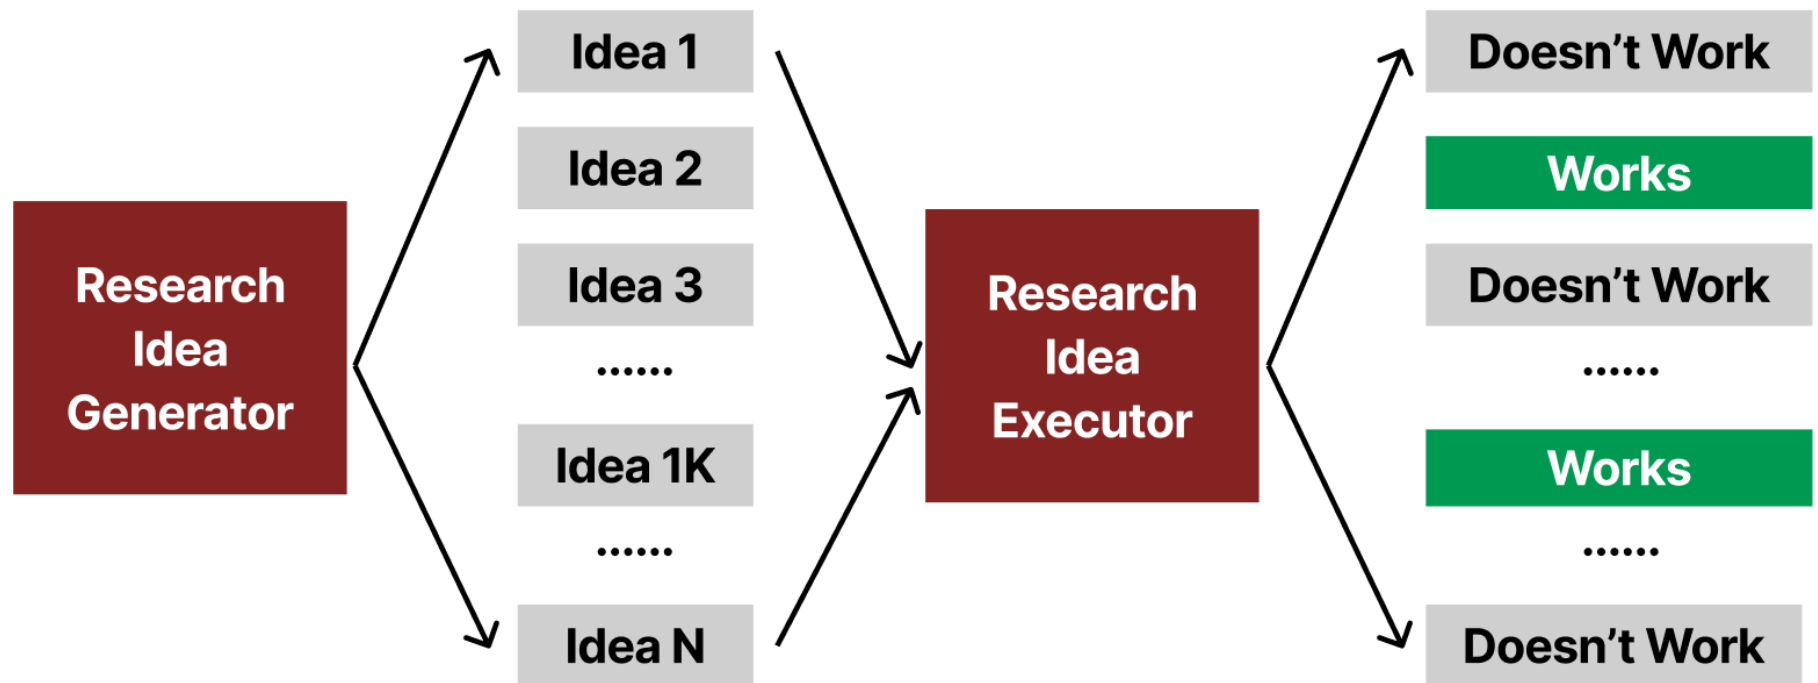 Research
Idea
Generator
Idea 1
Idea 2
Idea 3
......
Idea 1K
......
Idea N
Research
Idea
Executor
Doesn’t Work
Works
Doesn’t Work
......
Works
......
Doesn’t Work